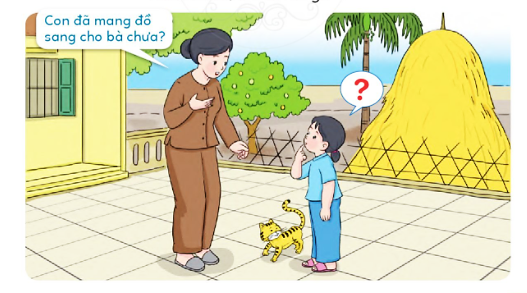 Con đã mang đồ
sang cho bà chưa?
?